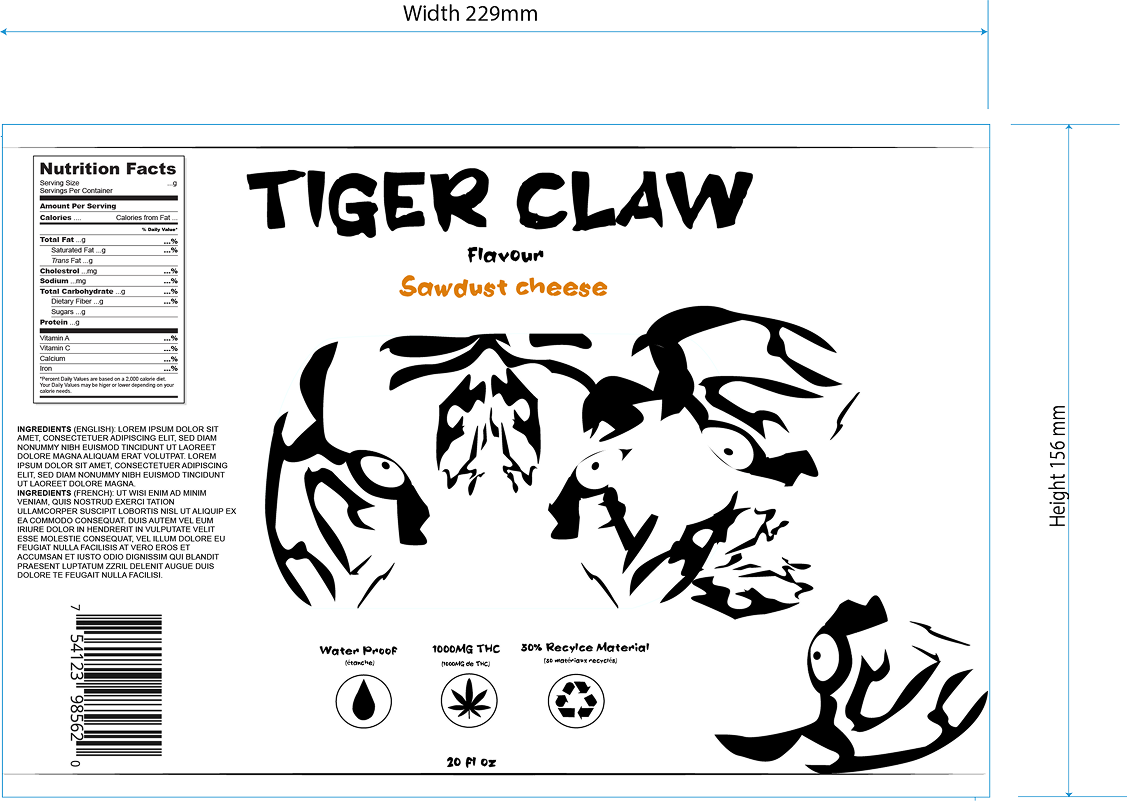 Width 229mm
Height 156 mm
Nutrition Facts
Serving Size ...g
Servings Per Container
Amount Per Serving
Calories .... Calories from Fat ...
% Daily Value*
Total Fat ...g ...%
Saturated Fat ...g ...%
Trans Fat ...g
Cholestrol ...mg ...%
Sodium ...mg ...%
Total Carbohydrate ...g ...%
Dietary Fiber ...g ...%
Sugars ...g
Protein ...g
Vitamin A ...%
Vitamin C ...%
Calcium ...%
Iron ...%
*Percent Daily Values are based on a 2,000 calorie diet.
Your Daily Values may be higer or lower depending on your
calorie needs.
INGREDIENTS (ENGLISH): LOREM IPSUM DOLOR SIT
AMET, CONSECTETUER ADIPISCING ELIT, SED DIAM
NONUMMY NIBH EUISMOD TINCIDUNT UT LAOREET
DOLORE MAGNA ALIQUAM ERAT VOLUTPAT. LOREM
IPSUM DOLOR SIT AMET, CONSECTETUER ADIPISCING
ELIT, SED DIAM NONUMMY NIBH EUISMOD TINCIDUNT
UT LAOREET DOLORE MAGNA.
INGREDIENTS (FRENCH): UT WISI ENIM AD MINIM
VENIAM, QUIS NOSTRUD EXERCI TATION
ULLAMCORPER SUSCIPIT LOBORTIS NISL UT ALIQUIP EX
EA COMMODO CONSEQUAT. DUIS AUTEM VEL EUM
IRIURE DOLOR IN HENDRERIT IN VULPUTATE VELIT
ESSE MOLESTIE CONSEQUAT, VEL ILLUM DOLORE EU
FEUGIAT NULLA FACILISIS AT VERO EROS ET
ACCUMSAN ET IUSTO ODIO DIGNISSIM QUI BLANDIT
PRAESENT LUPTATUM ZZRIL DELENIT AUGUE DUIS
DOLORE TE FEUGAIT NULLA FACILISI.
7 54123 98562 0
TIGER CLAW
Flavour
Sawdust cheese
Water Proof
(étanche)
1000MG THC
(1000MG de THC)
30% Recylce Material
(30 matériaux recyclés)
20 fl oz